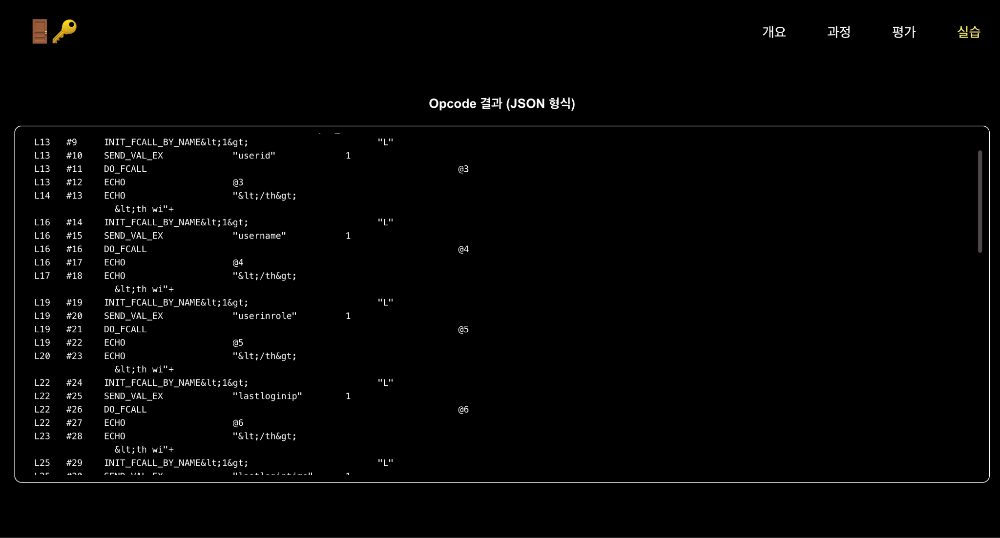 개요 과정 평가 실습
Opcode 결과 (JSON 형식)
L13 #9 INIT_FCALL_BY_NAME&lt;1&gt; "L"
L13 #10 SEND_VAL_EX "userid" 1
L13 #11 DO_FCALL @3
L13 #12 ECHO @3
L14 #13 ECHO "&lt;/th&gt;
&lt;th wi"+
L16 #14 INIT_FCALL_BY_NAME&lt;1&gt; "L"
L16 #15 SEND_VAL_EX "username" 1
L16 #16 DO_FCALL @4
L16 #17 ECHO @4
L17 #18 ECHO "&lt;/th&gt;
&lt;th wi"+
L19 #19 INIT_FCALL_BY_NAME&lt;1&gt; "L"
L19 #20 SEND_VAL_EX "userinrole" 1
L19 #21 DO_FCALL @5
L19 #22 ECHO @5
L20 #23 ECHO "&lt;/th&gt;
&lt;th wi"+
L22 #24 INIT_FCALL_BY_NAME&lt;1&gt; "L"
L22 #25 SEND_VAL_EX "lastloginip" 1
L22 #26 DO_FCALL @6
L22 #27 ECHO @6
L23 #28 ECHO "&lt;/th&gt;
&lt;th wi"+
L25 #29 INIT_FCALL_BY_NAME&lt;1&gt; "L"
L25 #30 SEND_VAL_EX "lastlogintime" 1